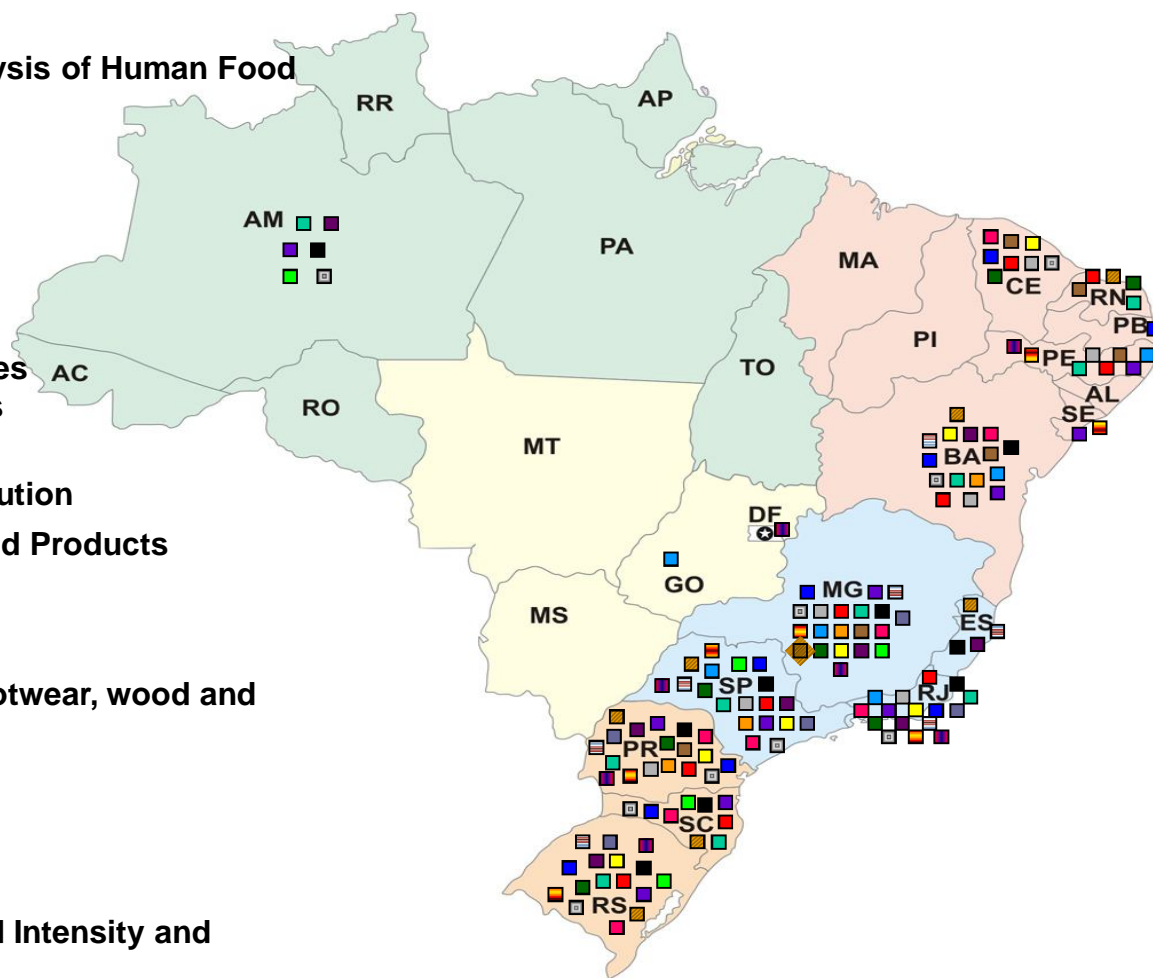 ysis of Human Food
es
s
ution
d Products
otwear, wood and
l Intensity and
RR
AP
AM
PA
MA
CE
RN
PB
PI
PE
AL
SE
AC
RO
TO
MT
BA
DF
GO
MG
MS
ES
SP
RJ
PR
SC
RS